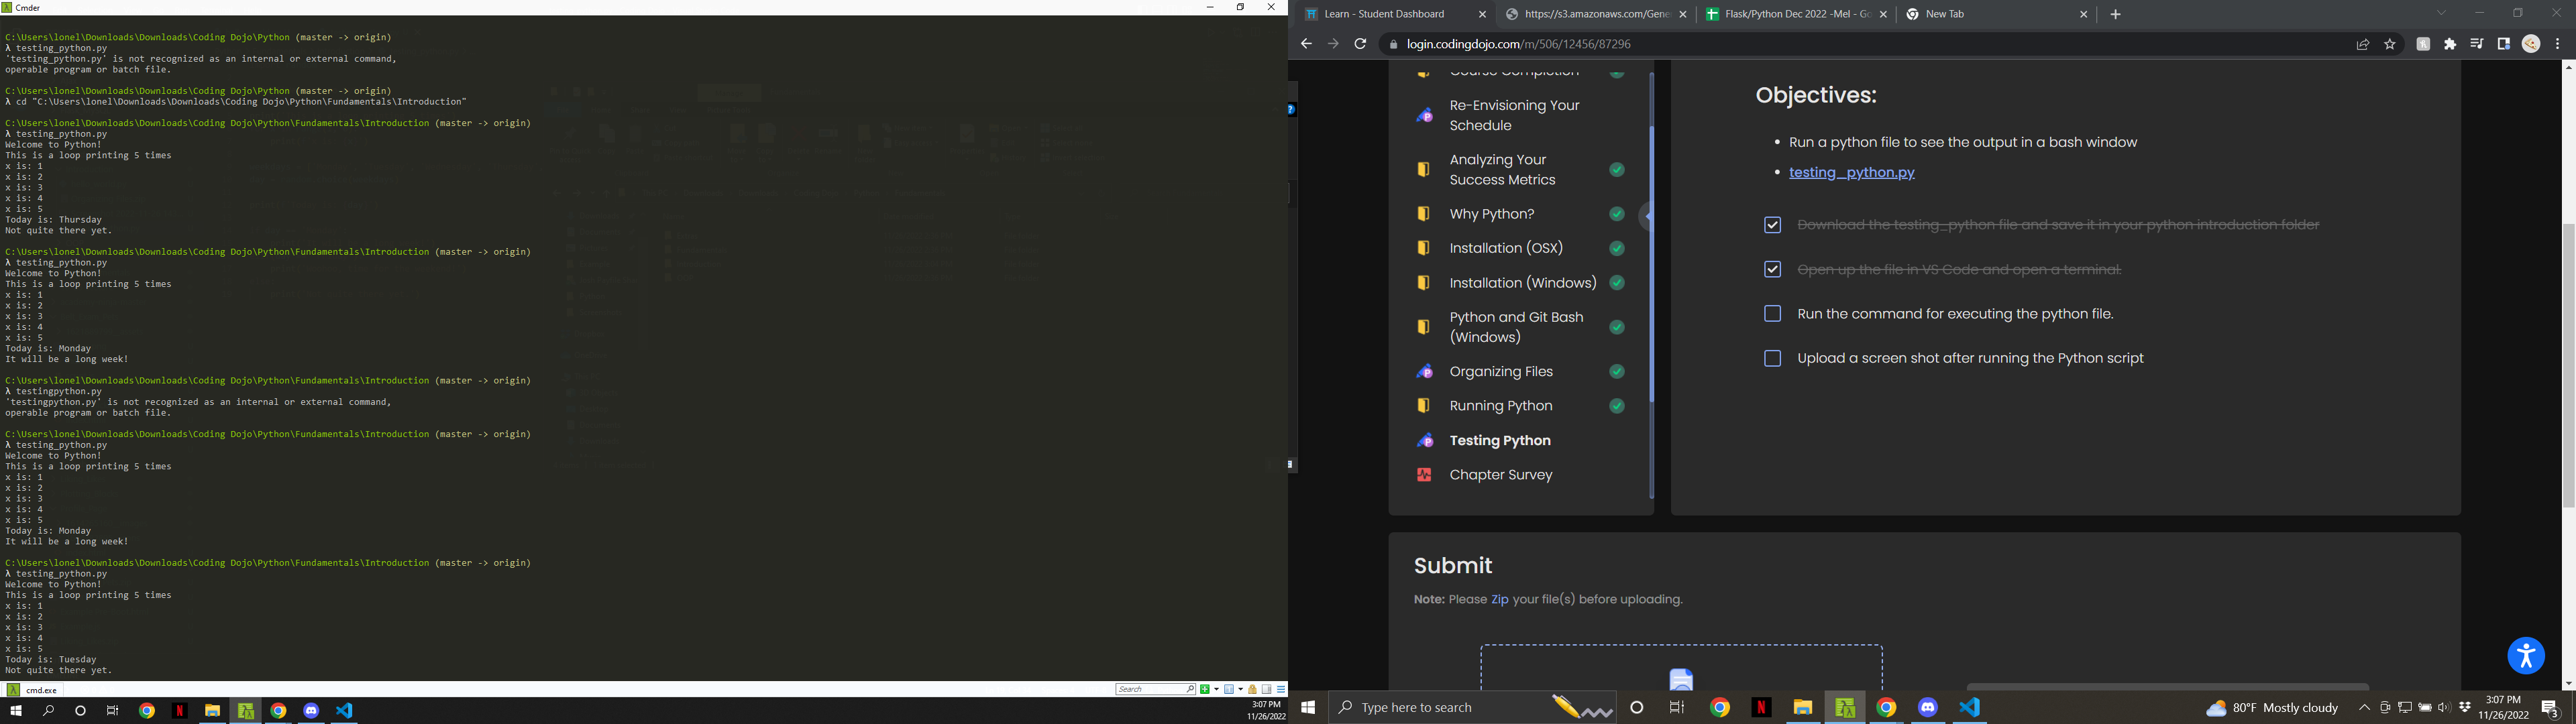 Cmder
C:\Users\lonel\Downloads\Downloads\Coding Dojo\Python (master -> origin)
λ testing_python.py
'testing_python.py' is not recognized as an internal or external command,
operable program or batch file.
C:\Users\lonel\Downloads\Downloads\Coding Dojo\Python (master -> origin)
λ cd "C:\Users\lonel\Downloads\Downloads\Coding Dojo\Python\Fundamentals\Introduction"
C:\Users\lonel\Downloads\Downloads\Coding Dojo\Python\Fundamentals\Introduction (master -> origin)
λ testing_python.py
Welcome to Python!
This is a loop printing 5 times
x is: 1
x is: 2
x is: 3
x is: 4
x is: 5
Today is: Thursday
Not quite there yet.
C:\Users\lonel\Downloads\Downloads\Coding Dojo\Python\Fundamentals\Introduction (master -> origin)
λ testing_python.py
Welcome to Python!
This is a loop printing 5 times
x is: 1
x is: 2
x is: 3
x is: 4
x is: 5
Today is: Monday
It will be a long week!
C:\Users\lonel\Downloads\Downloads\Coding Dojo\Python\Fundamentals\Introduction (master -> origin)
λ testingpython.py
'testingpython.py' is not recognized as an internal or external command,
operable program or batch file.
C:\Users\lonel\Downloads\Downloads\Coding Dojo\Python\Fundamentals\Introduction (master -> origin)
λ testing_python.py
Welcome to Python!
This is a loop printing 5 times
x is: 1
x is: 2
x is: 3
x is: 4
x is: 5
Today is: Monday
It will be a long week!
C:\Users\lonel\Downloads\Downloads\Coding Dojo\Python\Fundamentals\Introduction (master -> origin)
λ testing_python.py
Welcome to Python!
This is a loop printing 5 times
x is: 1
x is: 2
x is: 3
x is: 4
x is: 5
Today is: Tuesday
Not quite there yet.
cmd.exe
Search
3:07 PM
11/26/2022
Learn - Student Dashboard
https://s3.amazonaws.com/Gene
Flask/Python Dec 2022 -Mel - Go
New Tab
login.codingdojo.com/m/506/12456/87296
Course Completion
Re-Envisioning Your
Schedule
Analyzing Your
Success Metrics
Why Python?
Installation (OSX)
Installation (Windows)
Python and Git Bash
(Windows)
Organizing Files
Running Python
Testing Python
Chapter Survey
Objectives:
• Run a python file to see the output in a bash window
• testing_python.py
Download the testing_python file and save it in your python introduction folder
Open up the file in VS Code and open a terminal.
Run the command for executing the python file.
Upload a screen shot after running the Python script
Submit
Note: Please Zip your file(s) before uploading.
Type here to search
80°F Mostly cloudy
3:07 PM
11/26/2022
3